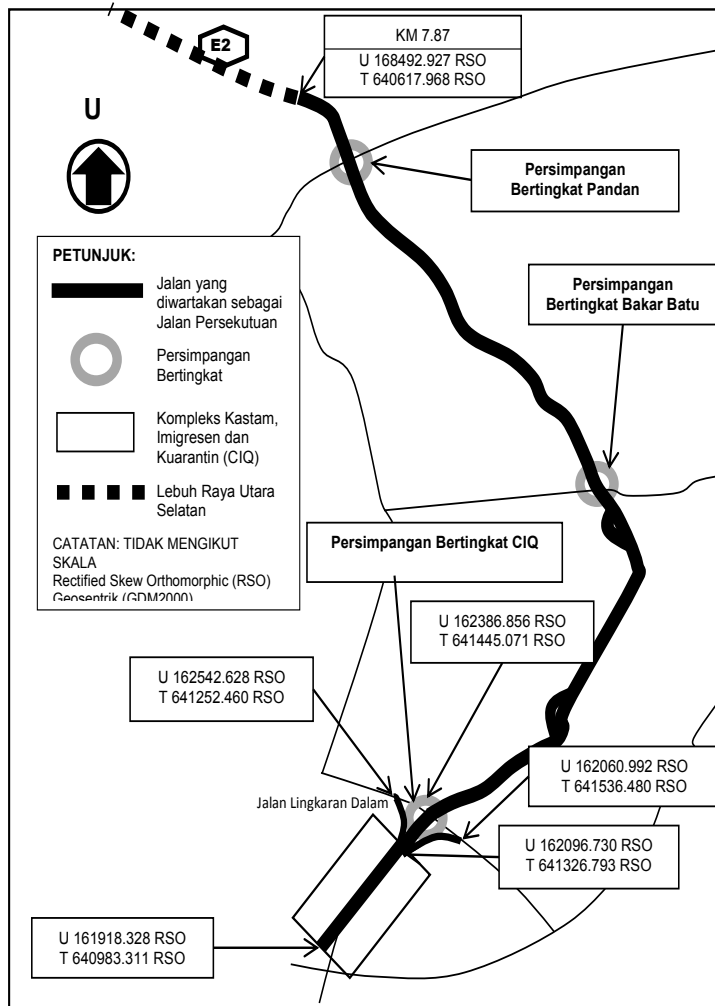 E2
KM 7.87
U 168492.927 RSO
T 640617.968 RSO
U
Persimpangan
Bertingkat Pandan
PETUNJUK:
Jalan yang
diwartakan sebagai
Jalan Persekutuan
Persimpangan
Bertingkat
Kompleks Kastam,
Imigresen dan
Kuarantin (CIQ)
Lebuh Raya Utara
Selatan
CATATAN: TIDAK MENGIKUT
SKALA
Rectified Skew Orthomorphic (RSO)
Geosentrik (GDM2000)
Persimpangan
Bertingkat Bakar Batu
Persimpangan Bertingkat CIQ
U 162386.856 RSO
T 641445.071 RSO
U 162542.628 RSO
T 641252.460 RSO
Jalan Lingkaran Dalam
U 162060.992 RSO
T 641536.480 RSO
U 162096.730 RSO
T 641326.793 RSO
U 161918.328 RSO
T 640983.311 RSO